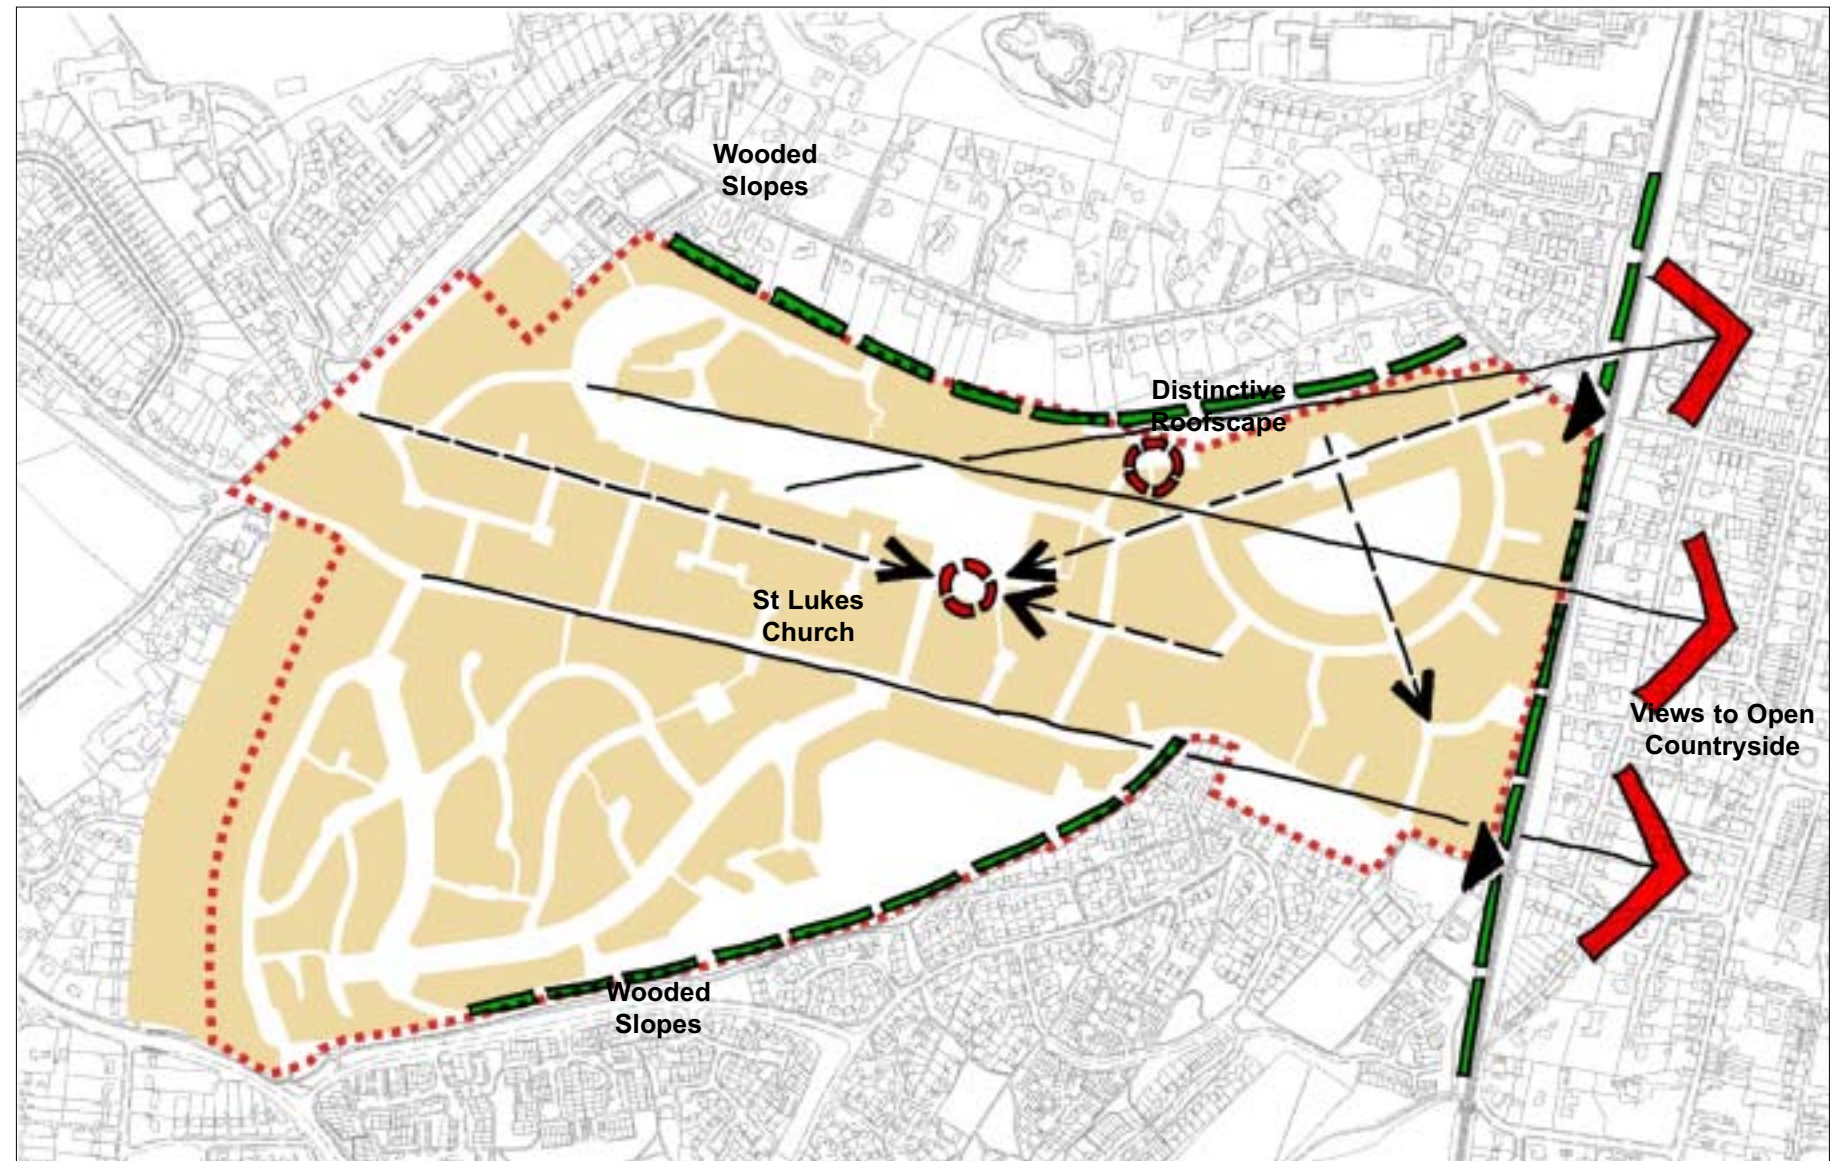 Wooded
Slopes
Distinctive
Roofscape
St Lukes
Church
Views to Open
Countryside
Wooded
Slopes